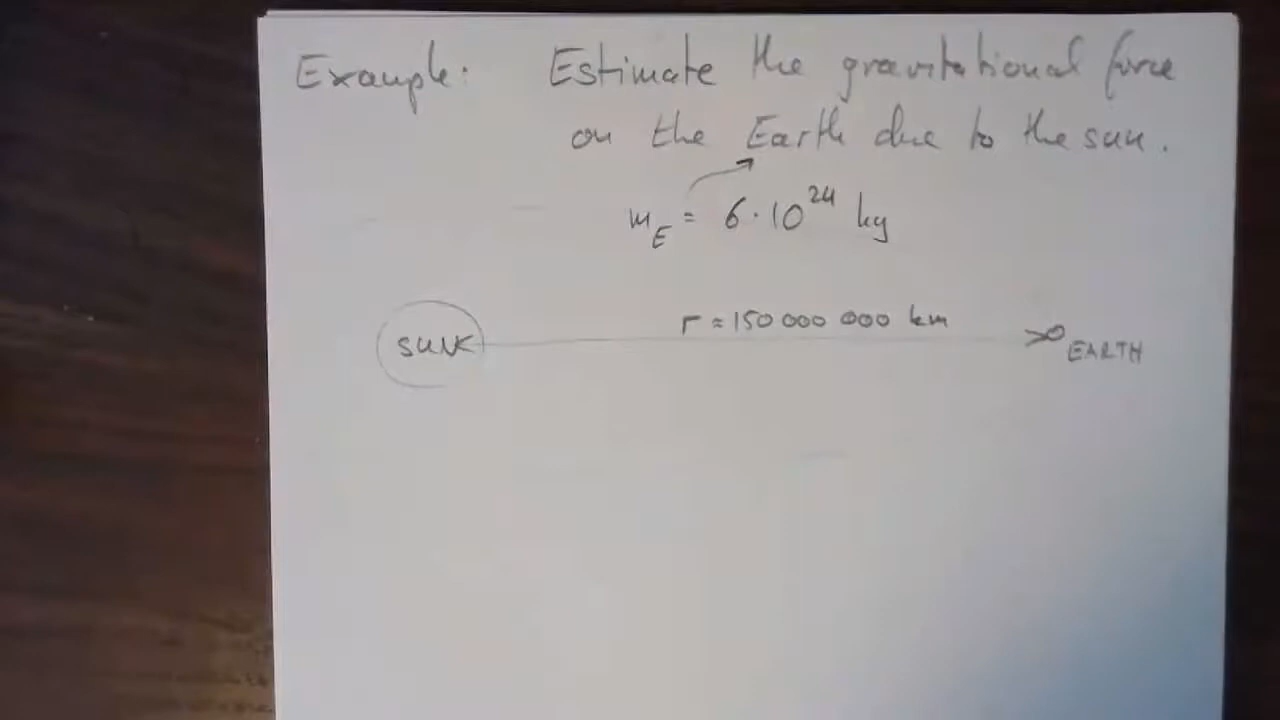 Example: Estimate the gravitational force
on the Earth due to the sun.
m_E = 6·10^24 kg
r = 150 000 000 km
SUN
EARTH